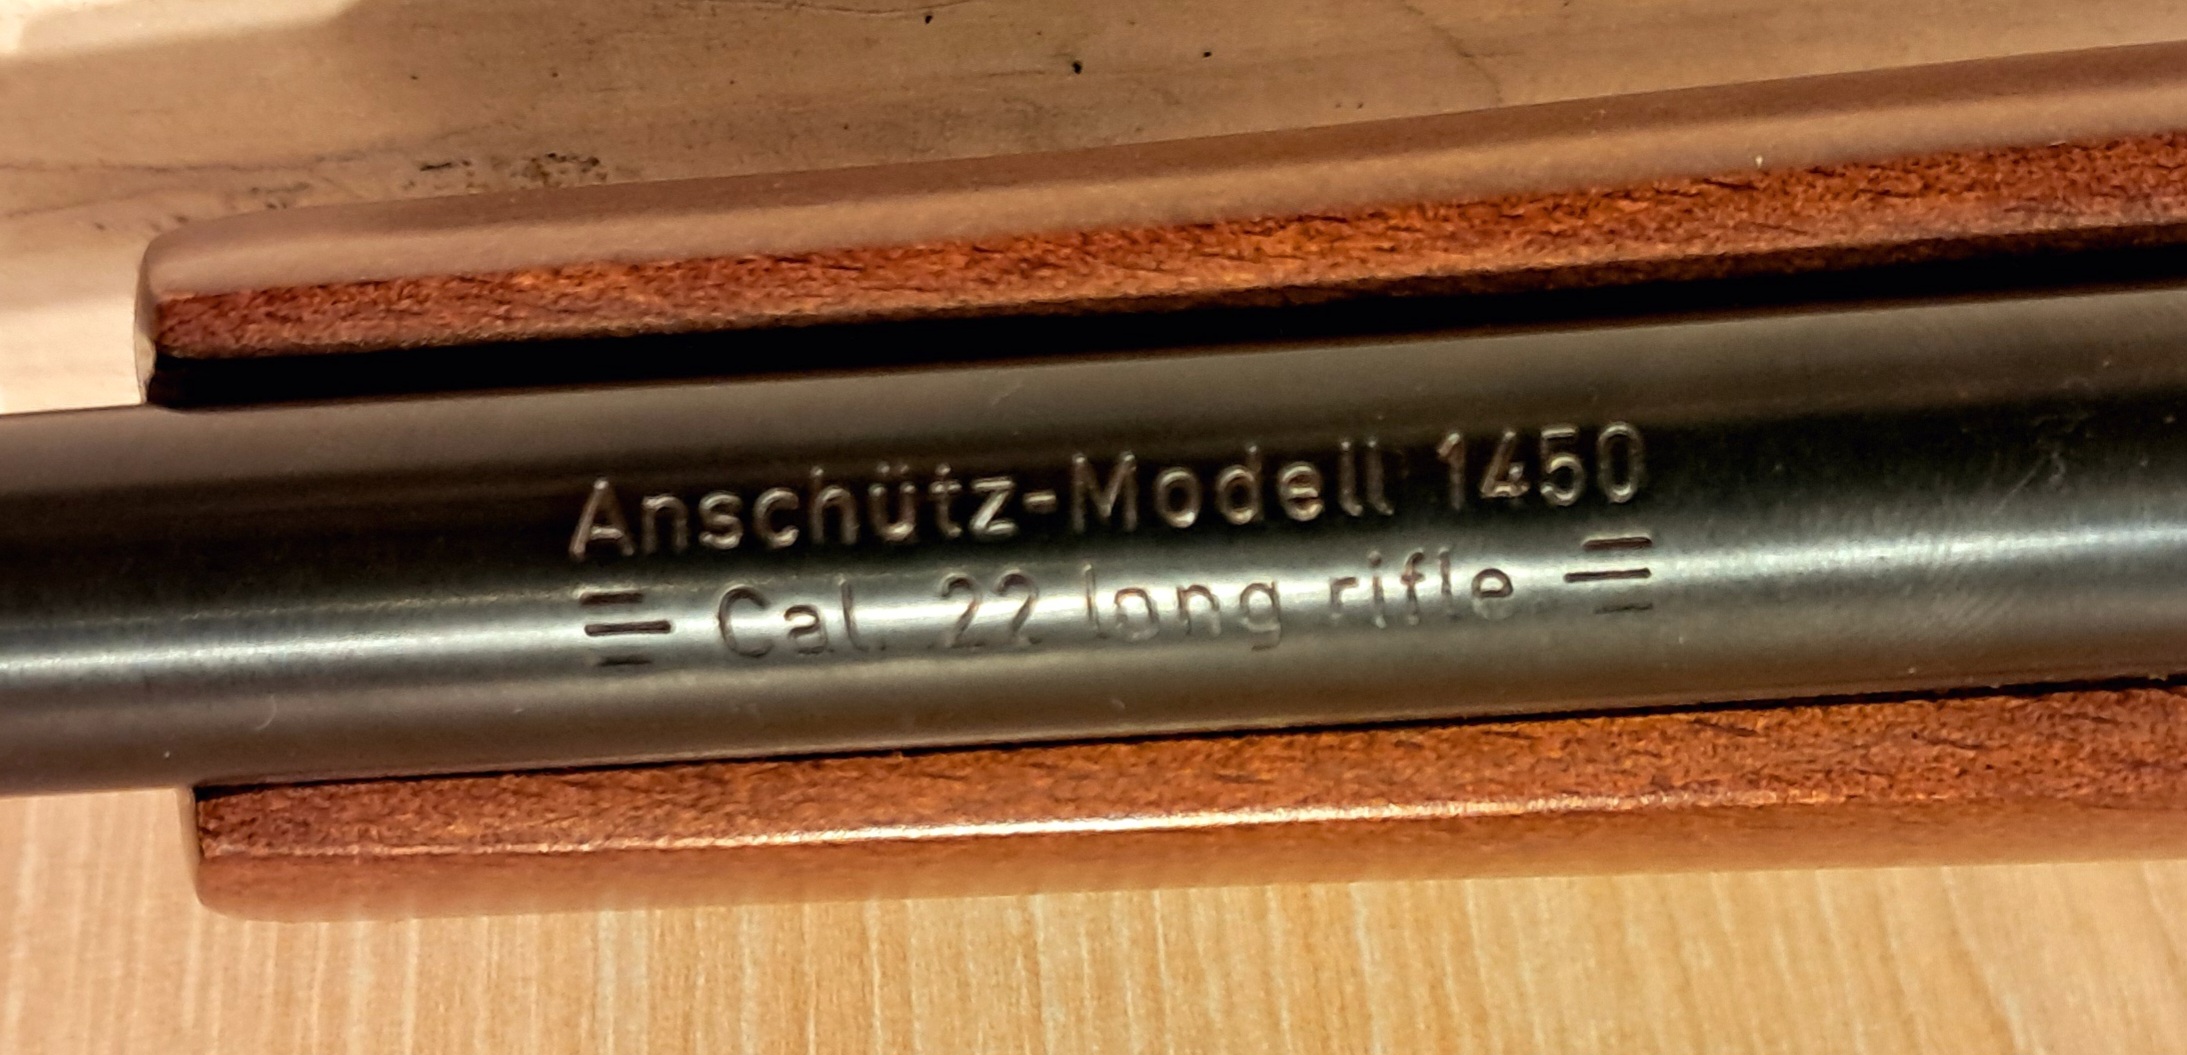 Anschütz-Modell 1450
≡ Cal. .22 long rifle ≡